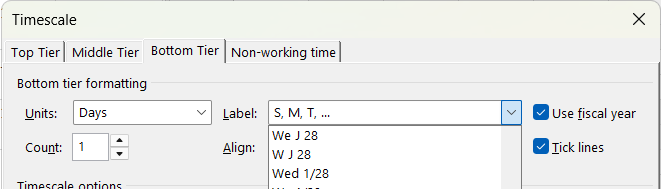 Timescale
Top Tier Middle Tier Bottom Tier Non-working time
Bottom tier formatting
Units: Days Label: S, M, T, ... Use fiscal year
We J 28
Count: 1 Align: Tick lines
W J 28
Wed 1/28
Timescale options